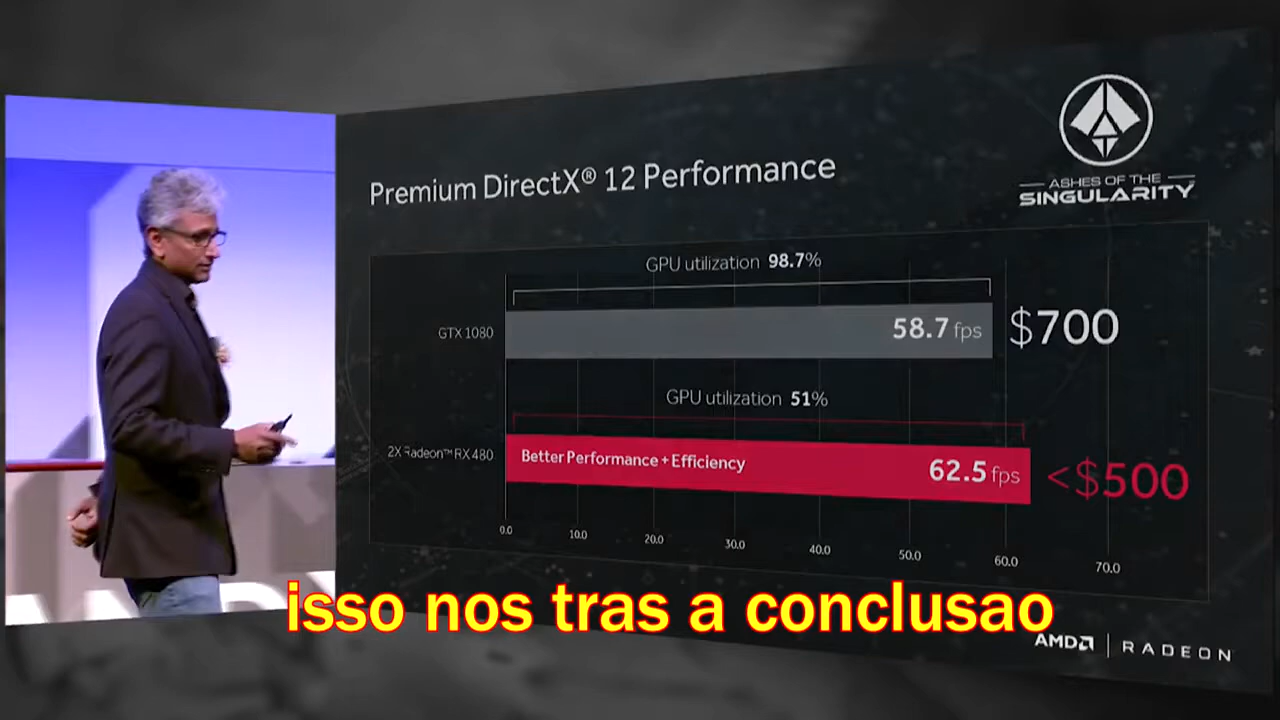 ASHES OF THE
SINGULARITY
Premium DirectX® 12 Performance
GPU utilization 98.7%
GTX 1080
58.7 fps
$700
GPU utilization 51%
2X Radeon™ RX 480
Better Performance + Efficiency
62.5 fps
<$500
0.0 10.0 20.0 30.0 40.0 50.0 60.0 70.0
isso nos tras a conclusao
AMD | RADEON